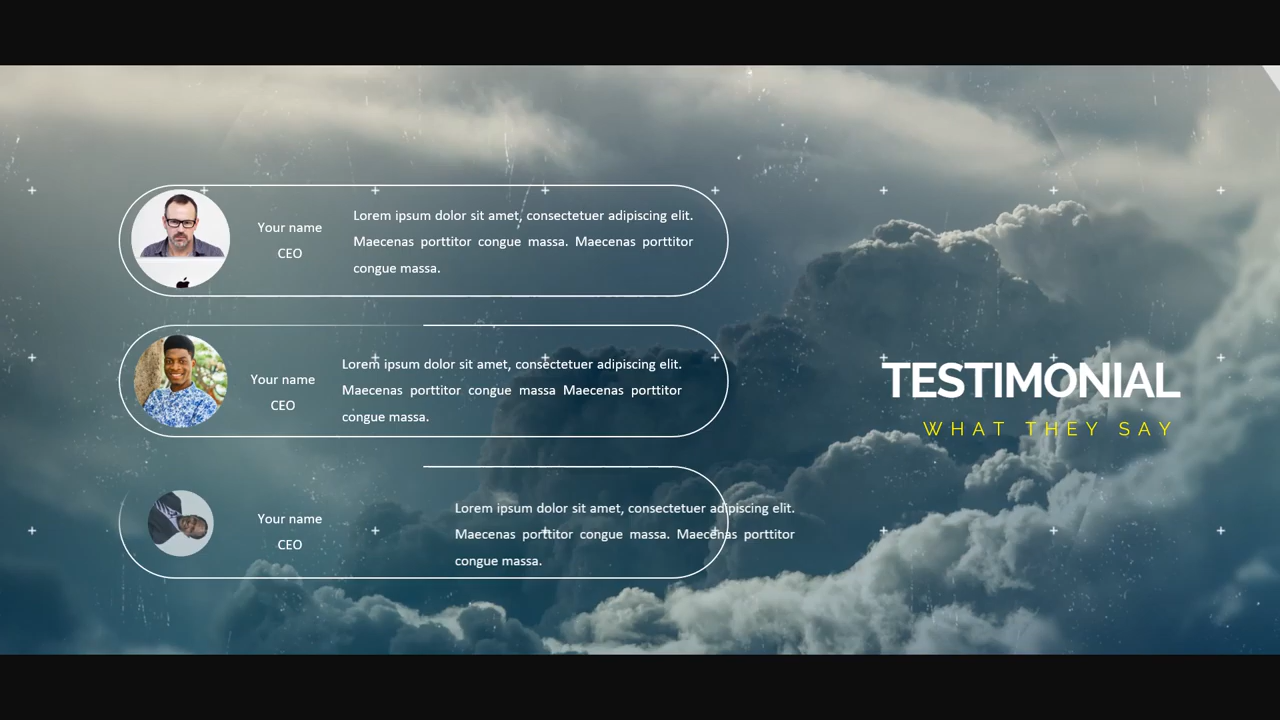 Your name
CEO
Lorem ipsum dolor sit amet, consectetuer adipiscing elit.
Maecenas porttitor congue massa. Maecenas porttitor
congue massa.
Your name
CEO
Lorem ipsum dolor sit amet, consectetuer adipiscing elit.
Maecenas porttitor congue massa Maecenas porttitor
congue massa.
Your name
CEO
Lorem ipsum dolor sit amet, consectetuer adipiscing elit.
Maecenas porttitor congue massa. Maecenas porttitor
congue massa.
TESTIMONIAL
WHAT THEY SAY